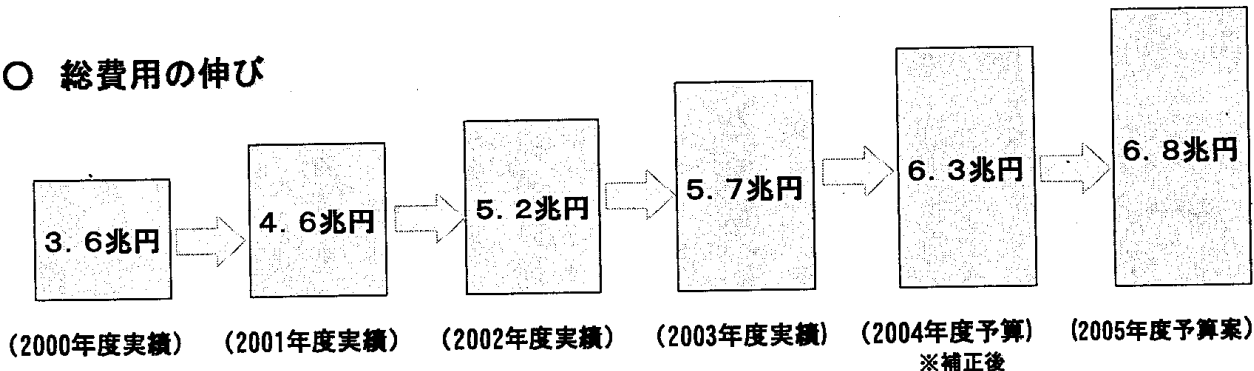 ○ 総費用の伸び
3.6兆円
4.6兆円
5.2兆円
5.7兆円
6.3兆円
6.8兆円
(2000年度実績)
(2001年度実績)
(2002年度実績)
(2003年度実績)
(2004年度予算)
※補正後
(2005年度予算案)